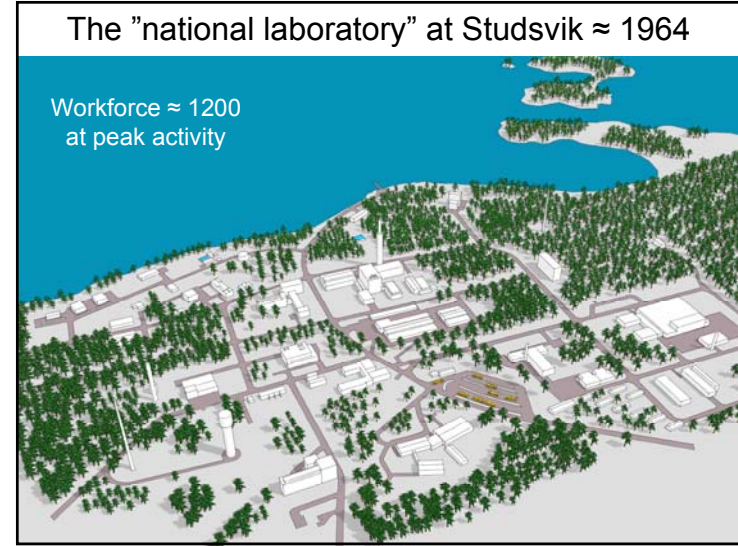 The ”national laboratory” at Studsvik ≈ 1964
Workforce ≈ 1200
at peak activity